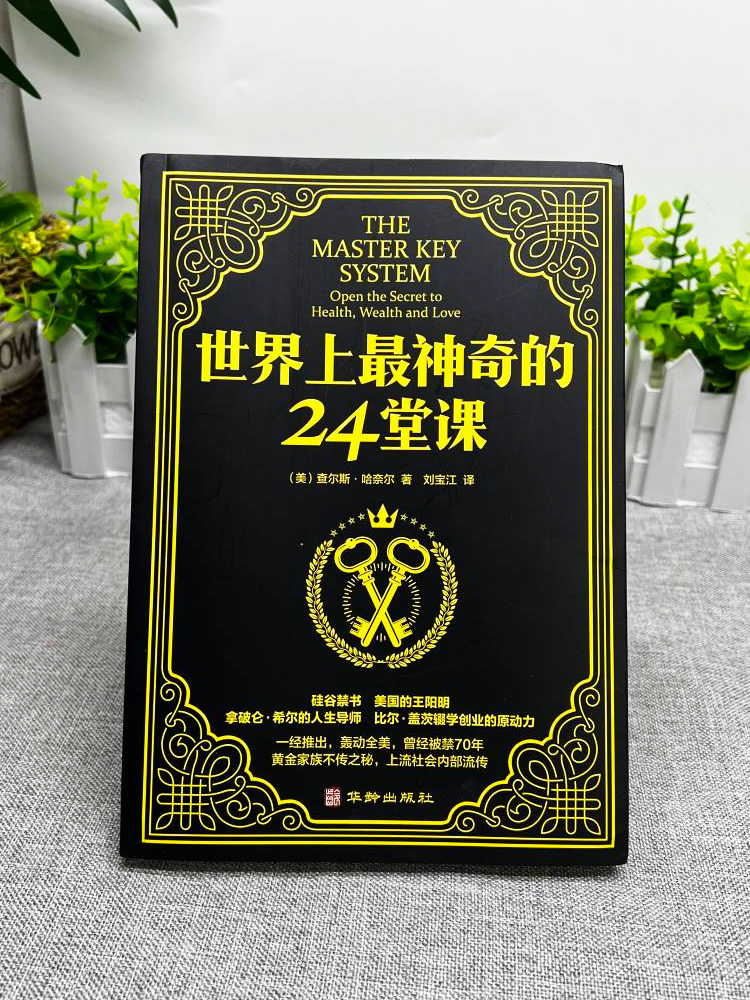 THE
MASTER KEY
SYSTEM
Open the Secret to
Health, Wealth and Love
世界上最神奇的
24堂课
（美）查尔斯·哈奈尔 著 刘宝江 译
硅谷禁书 美国的王阳明
拿破仑·希尔的人生导师 比尔·盖茨辍学创业的原动力
一经推出，轰动全美，曾经被禁70年
黄金家族不传之秘，上流社会内部流传
华龄出版社